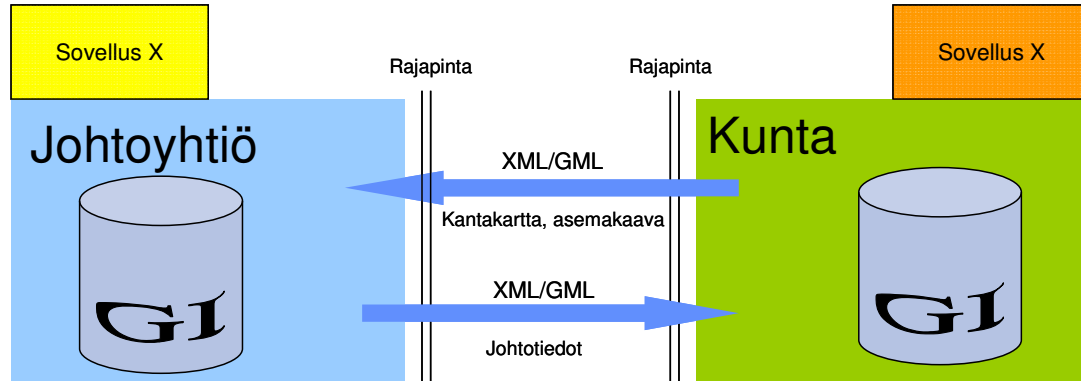 Sovellus X
Sovellus X
Rajapinta
Rajapinta
Johtoyhtiö
Kunta
XML/GML
Kantakartta, asemakaava
XML/GML
Johtotiedot
GI
GI